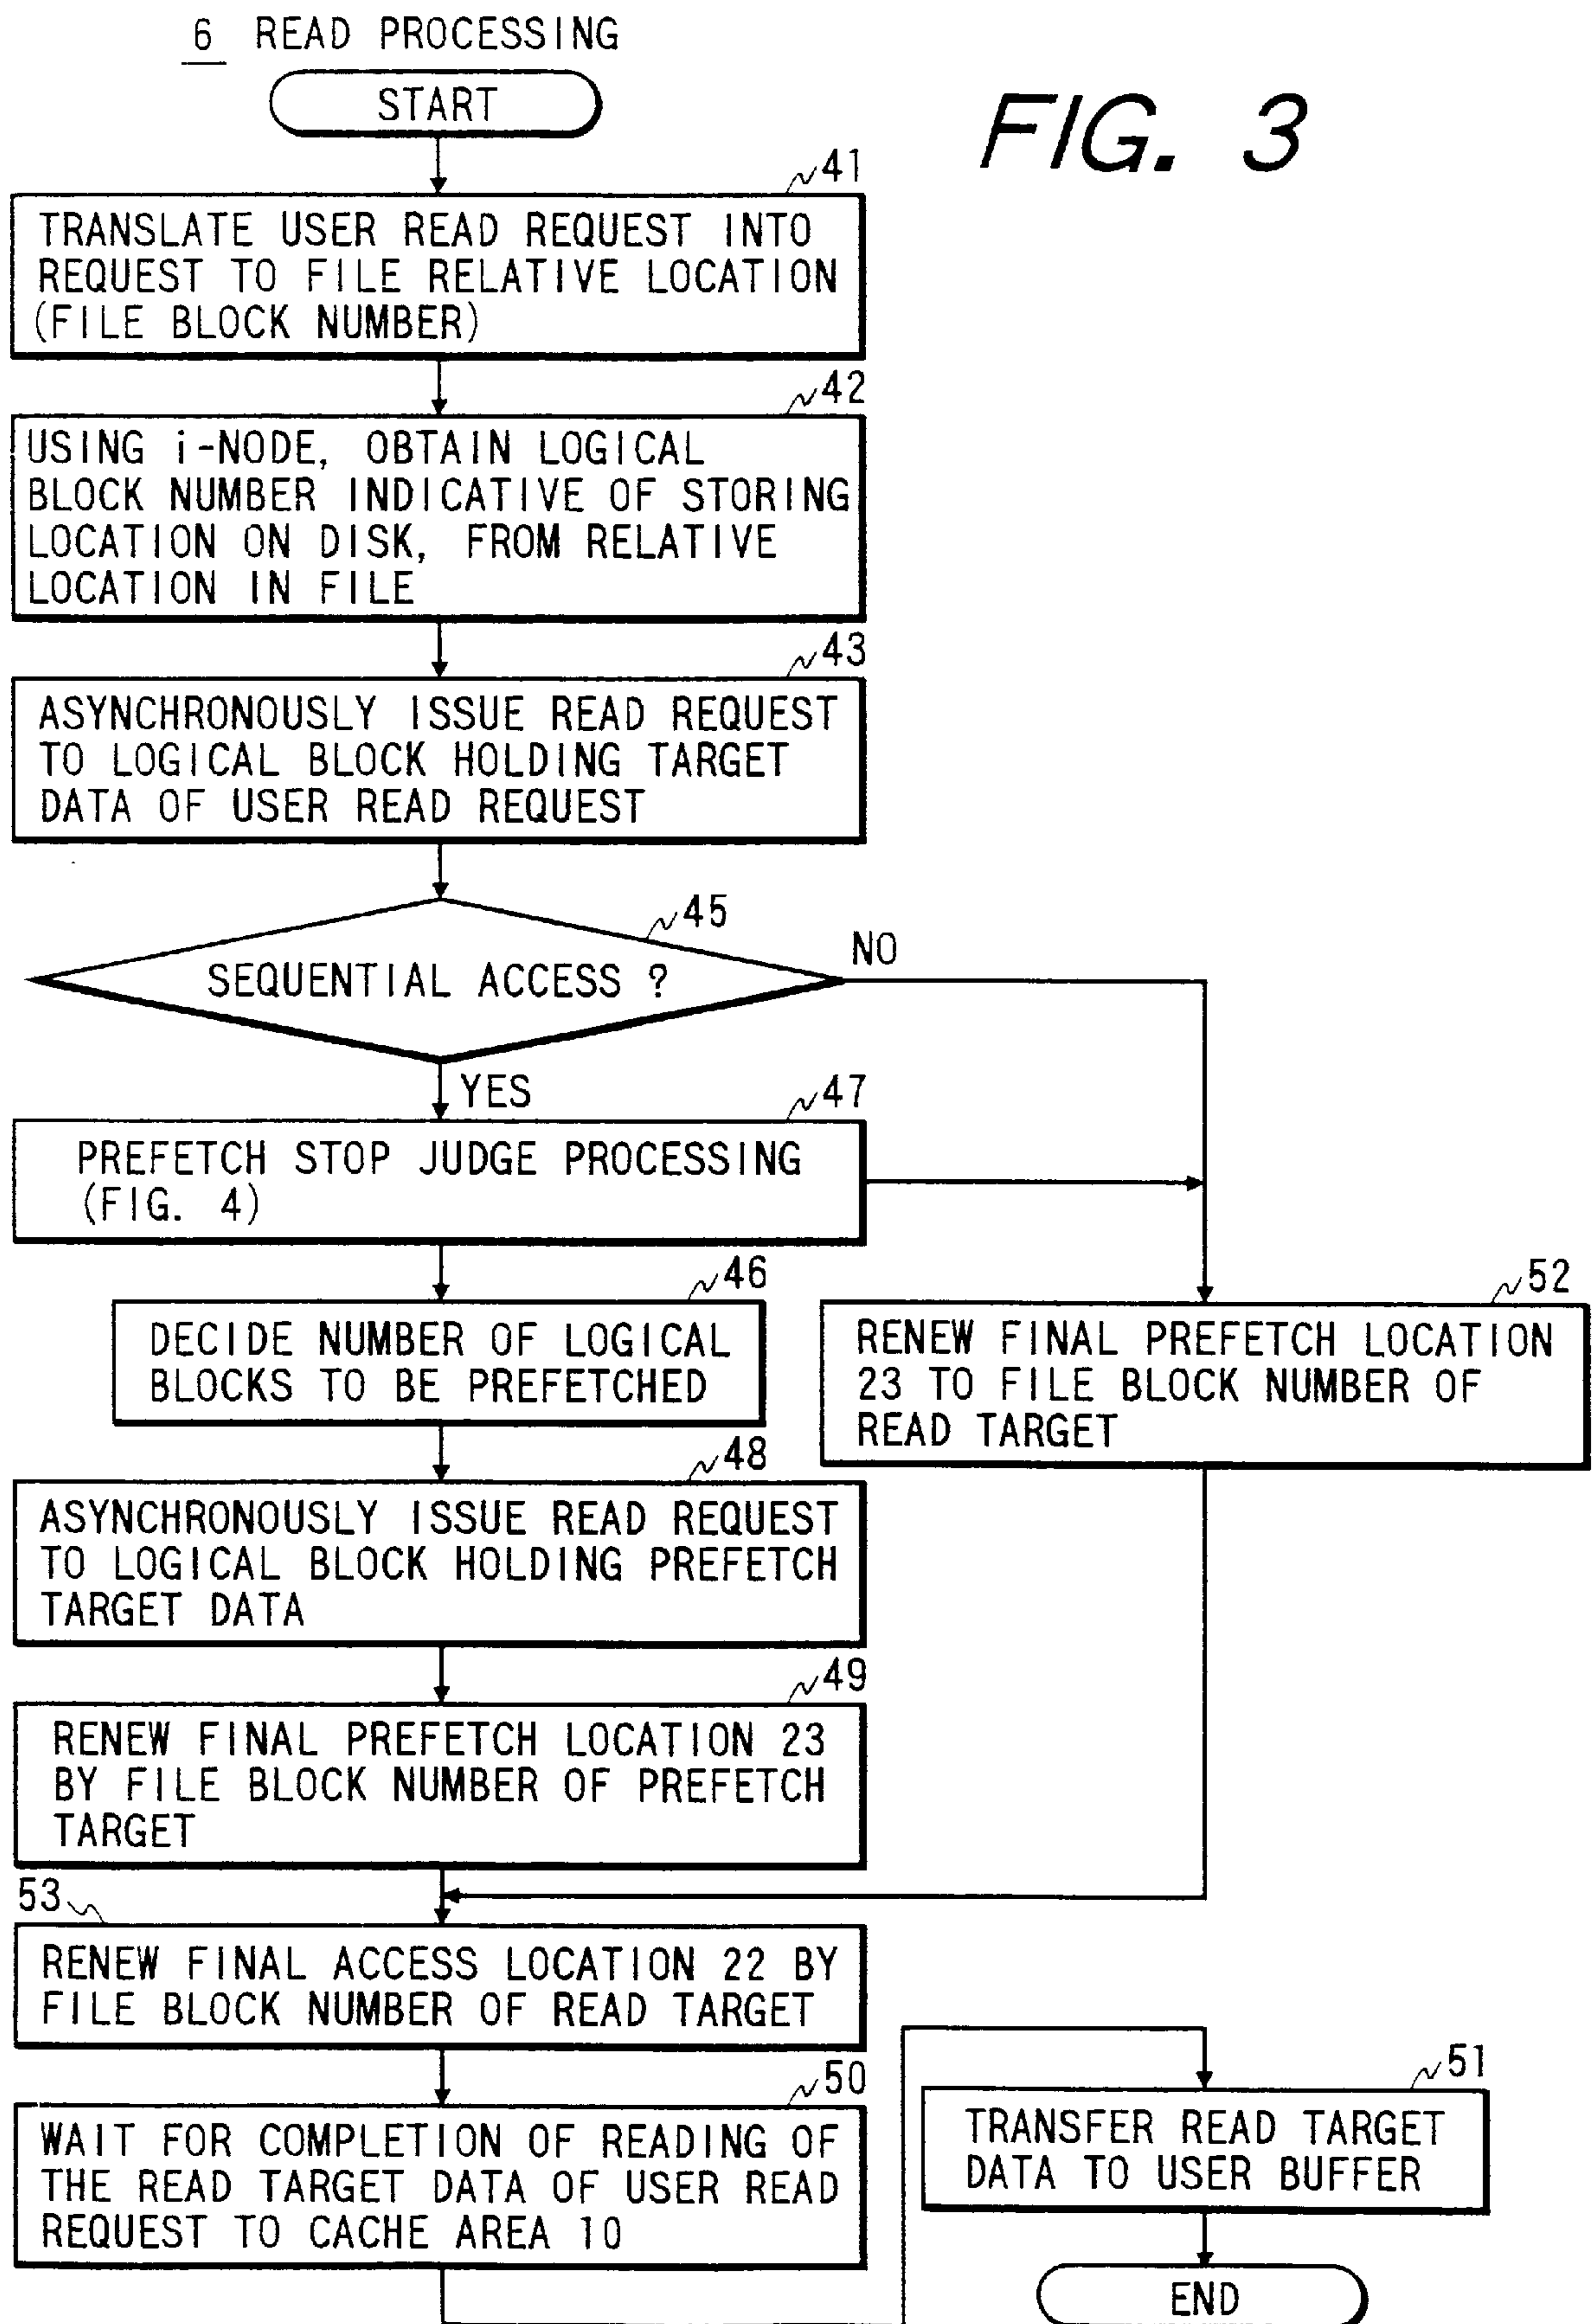 6 READ PROCESSING
FIG. 3
START
41
TRANSLATE USER READ REQUEST INTO
REQUEST TO FILE RELATIVE LOCATION
(FILE BLOCK NUMBER)
42
USING i-NODE, OBTAIN LOGICAL
BLOCK NUMBER INDICATIVE OF STORING
LOCATION ON DISK, FROM RELATIVE
LOCATION IN FILE
43
ASYNCHRONOUSLY ISSUE READ REQUEST
TO LOGICAL BLOCK HOLDING TARGET
DATA OF USER READ REQUEST
45
SEQUENTIAL ACCESS ?
NO
YES
47
PREFETCH STOP JUDGE PROCESSING
(FIG. 4)
46
DECIDE NUMBER OF LOGICAL
BLOCKS TO BE PREFETCHED
52
RENEW FINAL PREFETCH LOCATION
23 TO FILE BLOCK NUMBER OF
READ TARGET
48
ASYNCHRONOUSLY ISSUE READ REQUEST
TO LOGICAL BLOCK HOLDING PREFETCH
TARGET DATA
49
RENEW FINAL PREFETCH LOCATION 23
BY FILE BLOCK NUMBER OF PREFETCH
TARGET
53
RENEW FINAL ACCESS LOCATION 22 BY
FILE BLOCK NUMBER OF READ TARGET
50
WAIT FOR COMPLETION OF READING OF
THE READ TARGET DATA OF USER READ
REQUEST TO CACHE AREA 10
51
TRANSFER READ TARGET
DATA TO USER BUFFER
END